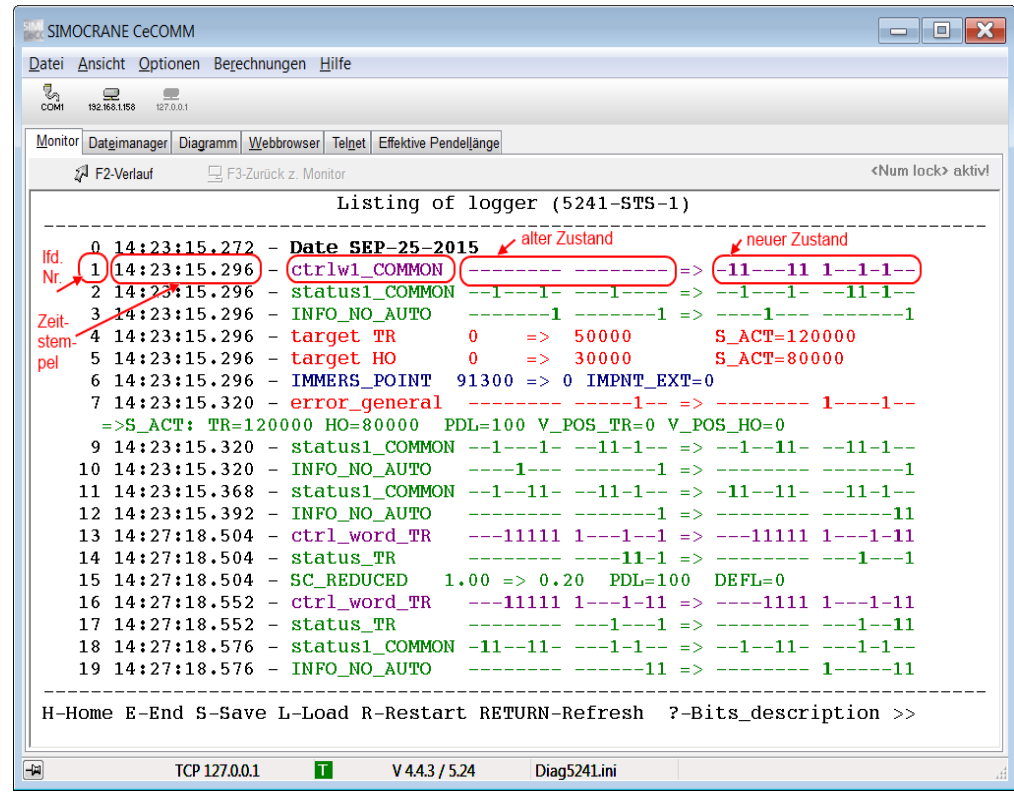 SIMOCRANE CeCOMM
Datei Ansicht Optionen Berechnungen Hilfe
COM1 192.168.1.158 127.0.0.1
Monitor Dateimanager Diagramm Webbrowser Telnet Effektive Pendellänge
F2-Verlauf F3-Zurück z. Monitor <Num lock> aktiv!
Listing of logger (5241-STS-1)
alter Zustand neuer Zustand
lfd. Nr.
Zeit-stem-pel
0 14:23:15.272 - Date SEP-25-2015
1 14:23:15.296 - ctrlw1_COMMON -------- -------- => -11---11 1--1-1--
2 14:23:15.296 - status1_COMMON --1---1- ---1---- => --1---1- --11-1--
3 14:23:15.296 - INFO_NO_AUTO -------1 -------1 => ----1--- -------1
4 14:23:15.296 - target TR 0 => 50000 S_ACT=120000
5 14:23:15.296 - target HO 0 => 30000 S_ACT=80000
6 14:23:15.296 - IMMERS_POINT 91300 => 0 IMPNT_EXT=0
7 14:23:15.320 - error_general -------- -----1-- => -------- 1----1--
=>S_ACT: TR=120000 HO=80000 PDL=100 V_POS_TR=0 V_POS_HO=0
9 14:23:15.320 - status1_COMMON --1---1- --11-1-- => --1--11- --11-1--
10 14:23:15.320 - INFO_NO_AUTO ----1--- -------1 => -------- -------1
11 14:23:15.368 - status1_COMMON --1--11- --11-1-- => -11--11- --11-1--
12 14:23:15.392 - INFO_NO_AUTO -------- -------1 => -------- ------11
13 14:27:18.504 - ctrl_word_TR ---11111 1---1--1 => ---11111 1---1-11
14 14:27:18.504 - status_TR -------- ----11-1 => -------- ---1---1
15 14:27:18.504 - SC_REDUCED 1.00 => 0.20 PDL=100 DEFL=0
16 14:27:18.552 - ctrl_word_TR ---11111 1---1-11 => ----1111 1---1-11
17 14:27:18.552 - status_TR -------- ---1---1 => -------- ---1--11
18 14:27:18.576 - status1_COMMON -11--11- ---1-1-- => --1--11- ---1-1--
19 14:27:18.576 - INFO_NO_AUTO -------- ------11 => -------- 1-----11
H-Home E-End S-Save L-Load R-Restart RETURN-Refresh ?-Bits_description >>
TCP 127.0.0.1 T V 4.4.3 / 5.24 Diag5241.ini